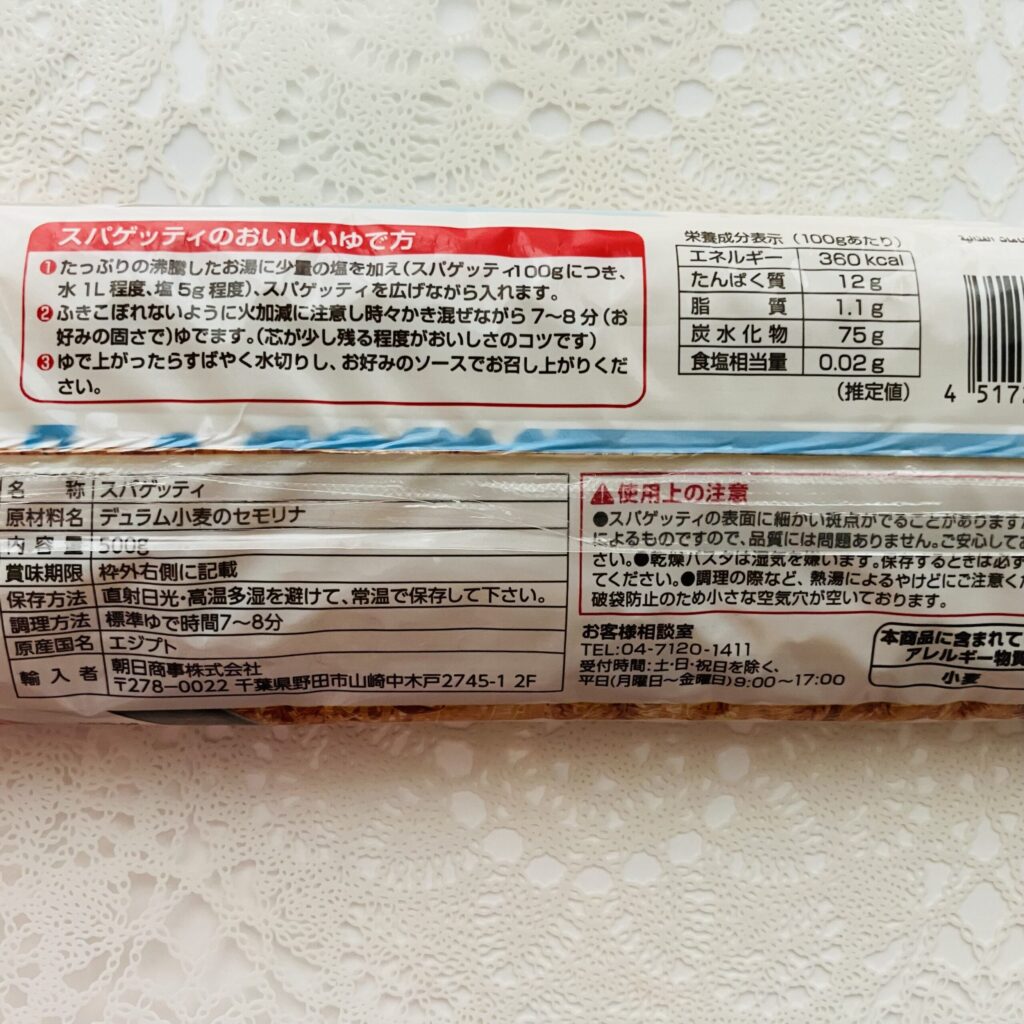 スパゲッティのおいしいゆで方
❶たっぷりの沸騰したお湯に少量の塩を加え(スパゲッティ100gにつき、
水1L程度、塩5g程度)、スパゲッティを広げながら入れます。
❷ふきこぼれないように火加減に注意し時々かき混ぜながら7〜8分(お
好みの固さで)ゆでます。(芯が少し残る程度がおいしさのコツです)
❸ゆで上がったらすばやく水切りし、お好みのソースでお召し上がりくだ
さい。
栄養成分表示(100gあたり)
エネルギー 360kcal
たんぱく質 12g
脂質 1.1g
炭水化物 75g
食塩相当量 0.02g
(推定値)
4 5172
名称 スパゲッティ
原材料名 デュラム小麦のセモリナ
内容量 500g
賞味期限 枠外右側に記載
保存方法 直射日光・高温多湿を避けて、常温で保存して下さい。
調理方法 標準ゆで時間7〜8分
原産国名 エジプト
輸入者 朝日商事株式会社
〒278-0022 千葉県野田市山崎中木戸2745-1 2F
使用上の注意
●スパゲッティの表面に細かい斑点がでることがあります
によるものですので、品質には問題ありません。ご安心して
さい。●乾燥パスタは湿気を嫌います。保存するときは必ず
てください。●調理の際など、熱湯によるやけどにご注意く
破袋防止のため小さな空気穴が空いております。
お客様相談室
TEL:04-7120-1411
受付時間:土・日・祝日を除く、
平日(月曜日〜金曜日)9:00〜17:00
本商品に含まれて
アレルギー物質
小麦